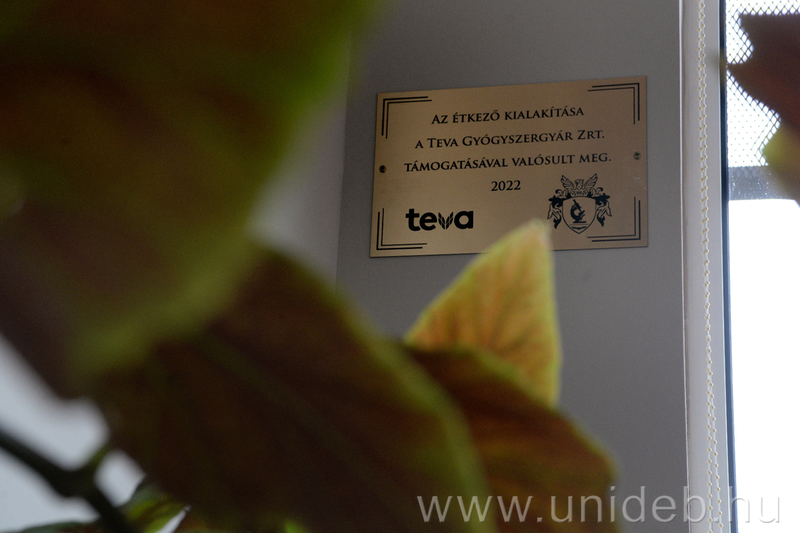 Az étkező kialakítása
a Teva Gyógyszergyár Zrt.
támogatásával valósult meg.
2022
teva
www.unideb.hu